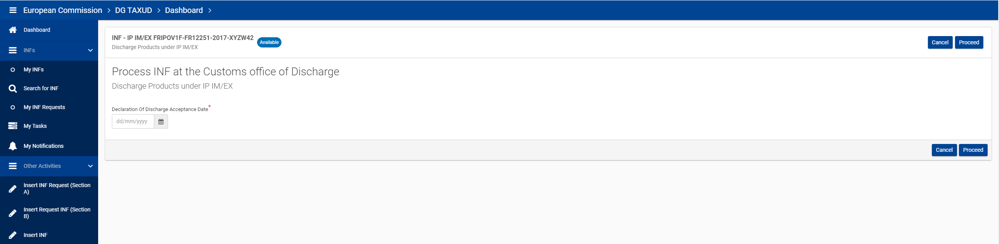 European Commission > DG TAXUD > Dashboard >
Dashboard
INFs
My INFs
Search for INF
My INF Requests
My Tasks
My Notifications
Other Activities
Insert INF Request (Section
A)
Insert Request INF (Section
B)
Insert INF
INF - IP IM/EX FRIPOV1F-FR12251-2017-XYZW42
Available
Discharge Products under IP IM/EX
Cancel Proceed
Process INF at the Customs office of Discharge
Discharge Products under IP IM/EX
Declaration Of Discharge Acceptance Date*
dd/mm/yyyy
Cancel Proceed